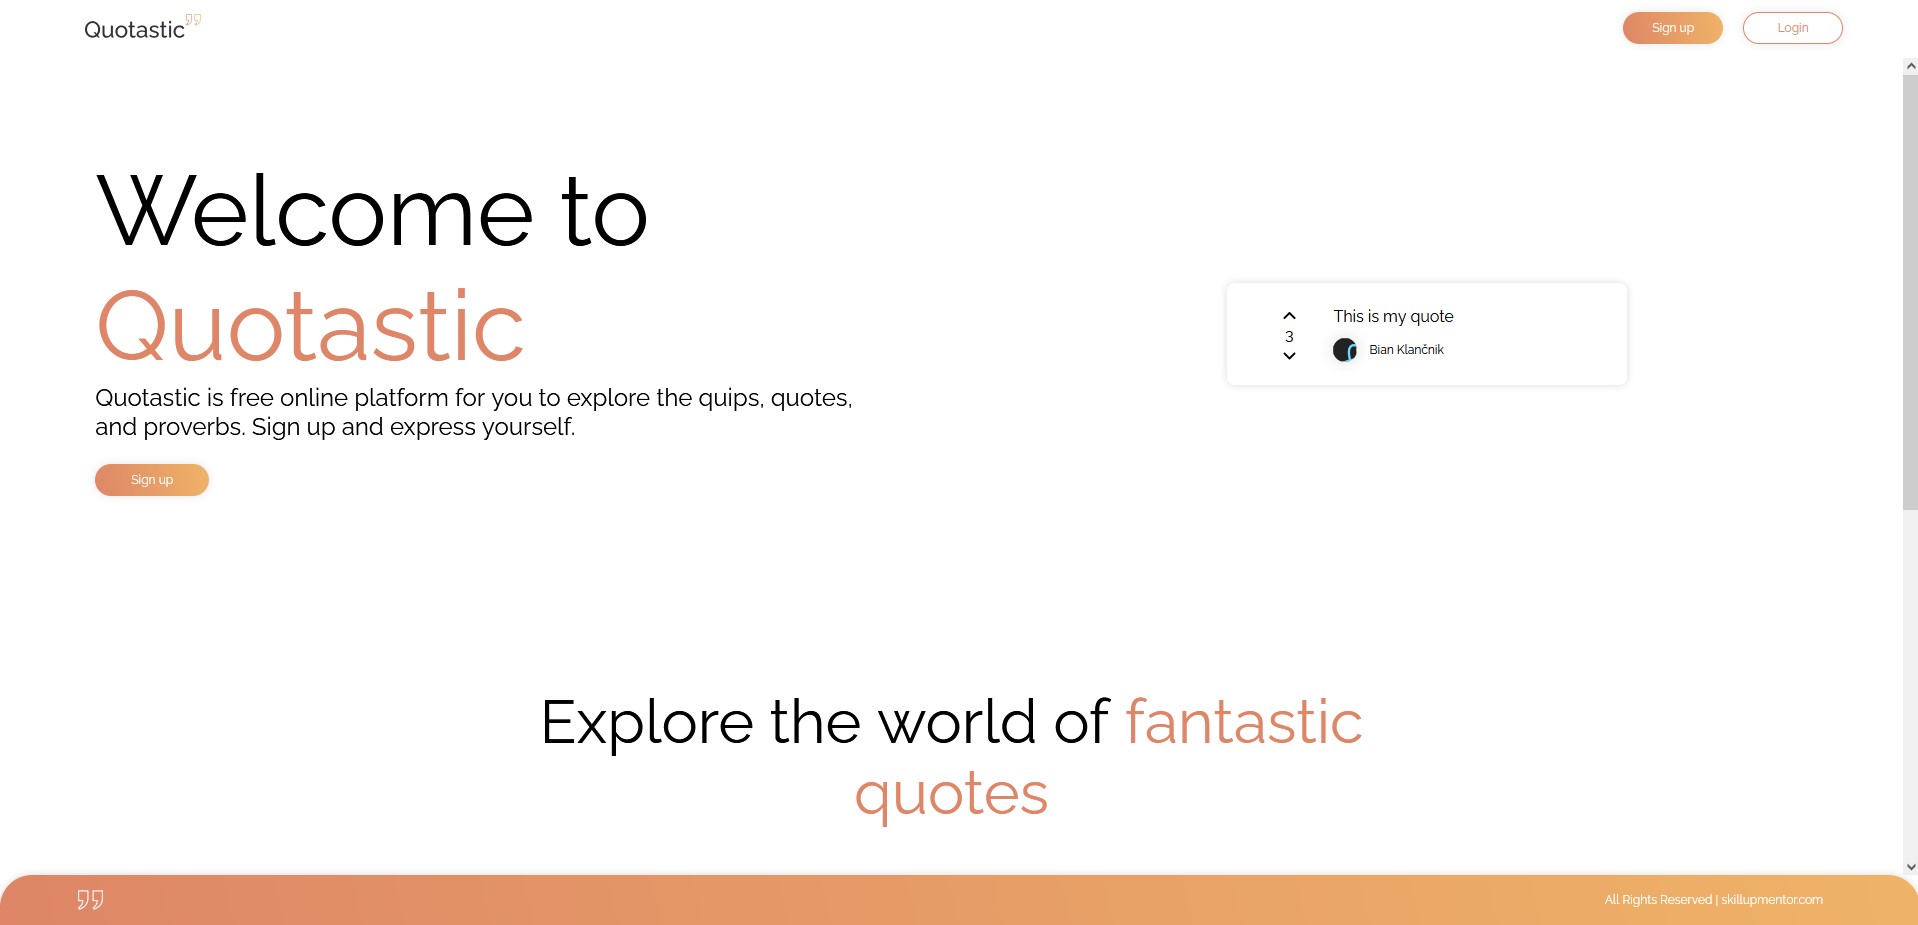 Quotastic
Sign up
Login
Welcome to
Quotastic
Quotastic is free online platform for you to explore the quips, quotes,
and proverbs. Sign up and express yourself.
Sign up
This is my quote
3
Bian Klančnik
Explore the world of fantastic
quotes
All Rights Reserved | skillupmentor.com